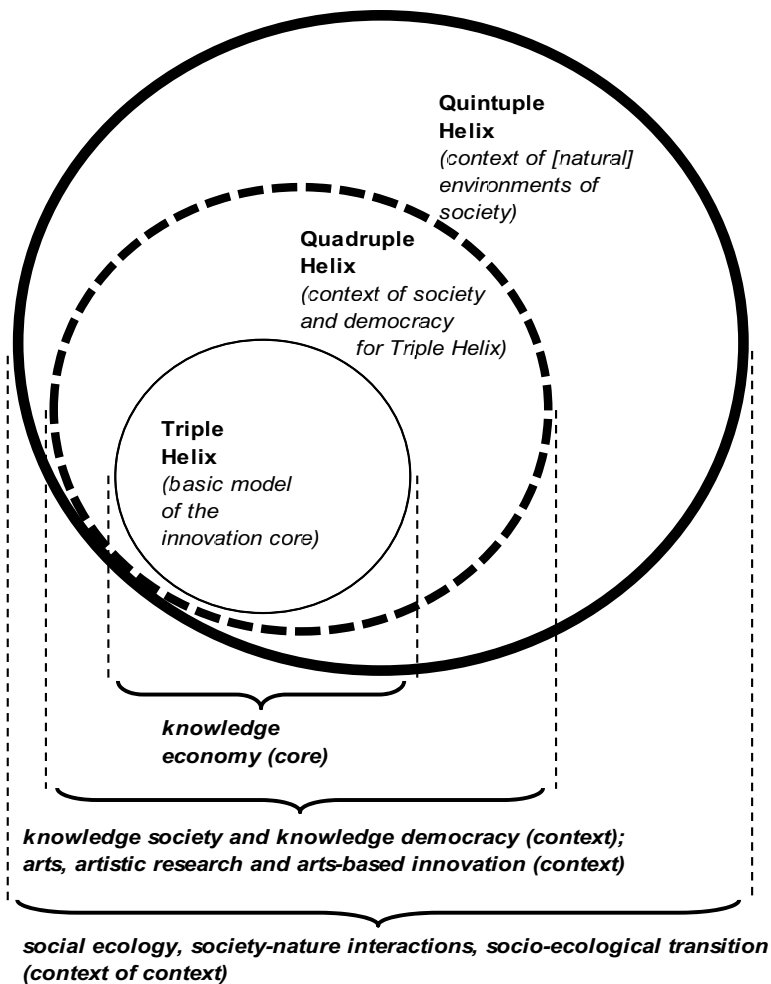 Quintuple
Helix
(context of [natural]
environments of
society)
Quadruple
Helix
(context of society
and democracy
for Triple Helix)
Triple
Helix
(basic model
of the
innovation core)
knowledge
economy (core)
knowledge society and knowledge democracy (context);
arts, artistic research and arts-based innovation (context)
social ecology, society-nature interactions, socio-ecological transition
(context of context)